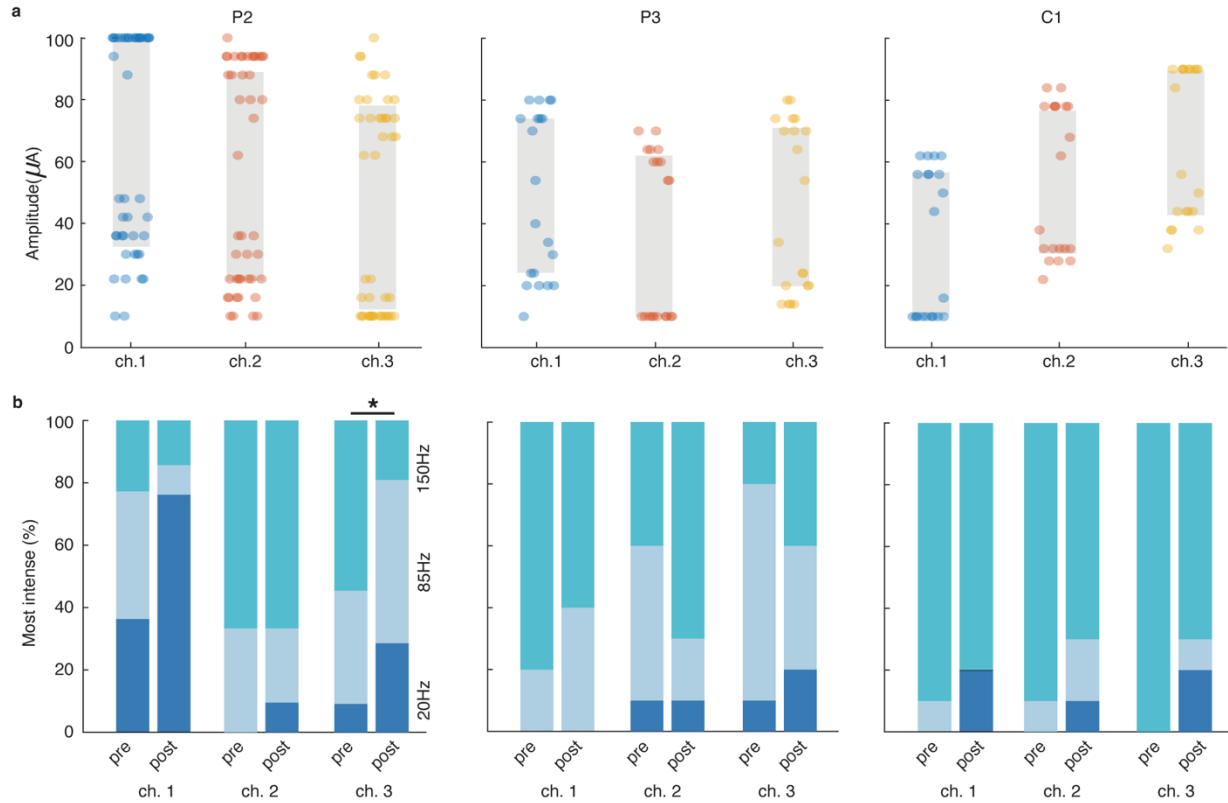 a
P2
P3
C1
Amplitude(μA)
100
80
60
40
20
0
ch.1
ch.2
ch.3
ch.1
ch.2
ch.3
ch.1
ch.2
ch.3
b
*
Most intense (%)
100
80
60
40
20
0
150Hz
85Hz
20Hz
pre
post
pre
post
pre
post
pre
post
pre
post
pre
post
pre
post
pre
post
pre
post
ch. 1
ch. 2
ch. 3
ch. 1
ch. 2
ch. 3
ch. 1
ch. 2
ch. 3